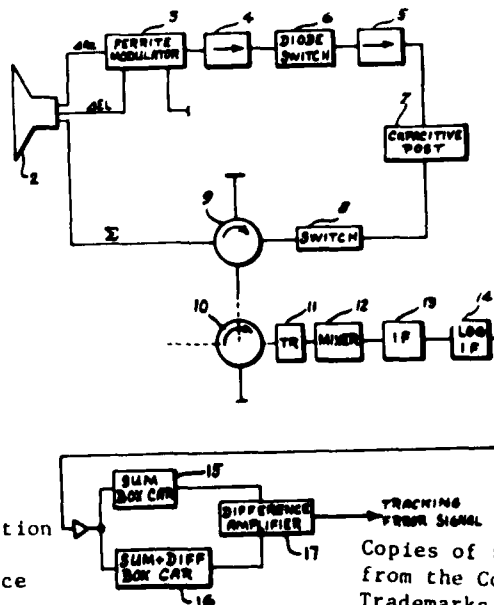 3
4
6
5
ΔAZ
FERRITE
MODULATOR
→
DIODE
SWITCH
→
ΔEL
2
7
CAPACITIVE
POST
9
8
Σ
SWITCH
10
11
12
13
14
TR
MIXER
IF
LOG
IF
15
SUM
BOX CAR
DIFFERENCE
AMPLIFIER
TRACKING
ERROR SIGNAL
17
tion
SUM+DIFF
BOX CAR
ce
16
Copies of
from the Co
Trademarks